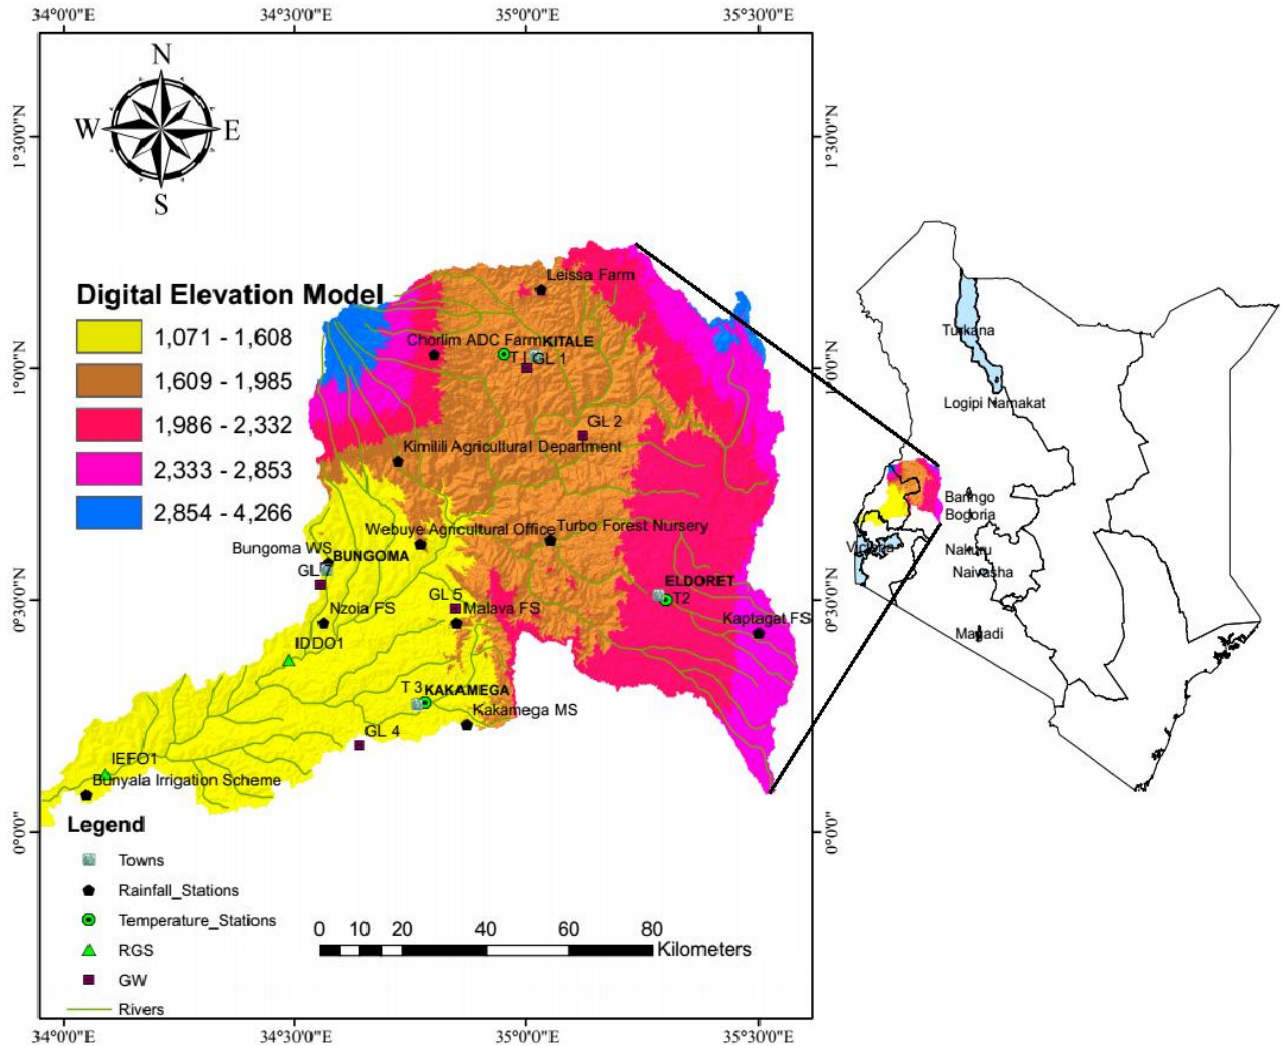 34°0'0"E 34°30'0"E 35°0'0"E 35°30'0"E
N
W E
S
1°30'0"N 1°30'0"N
Digital Elevation Model
1,071 - 1,608
1,609 - 1,985
1,986 - 2,332
2,333 - 2,853
2,854 - 4,266
Leissa Farm
Chorlim ADC Farm KITALE
T 1 GL 1
1°0'0"N 1°0'0"N
GL 2
Kimilili Agricultural Department
Webuye Agricultural Office Turbo Forest Nursery
Bungoma WS BUNGOMA
GL 7
ELDORET
T2
0°30'0"N 0°30'0"N
GL 5
Nzoia FS Malava FS
Kaptagat FS
IDDO1
T 3 KAKAMEGA
Kakamega MS
GL 4
IEFO1
Bunyala Irrigation Scheme
0°0'0" 0°0'0"
Legend
Towns
Rainfall_Stations
Temperature_Stations
RGS
GW
Rivers
0 10 20 40 60 80
Kilometers
34°0'0"E 34°30'0"E 35°0'0"E 35°30'0"E
Turkana
Logipi Namakat
Baringo
Bogoria
Victoria
Nakuru
Naivasha
Magadi